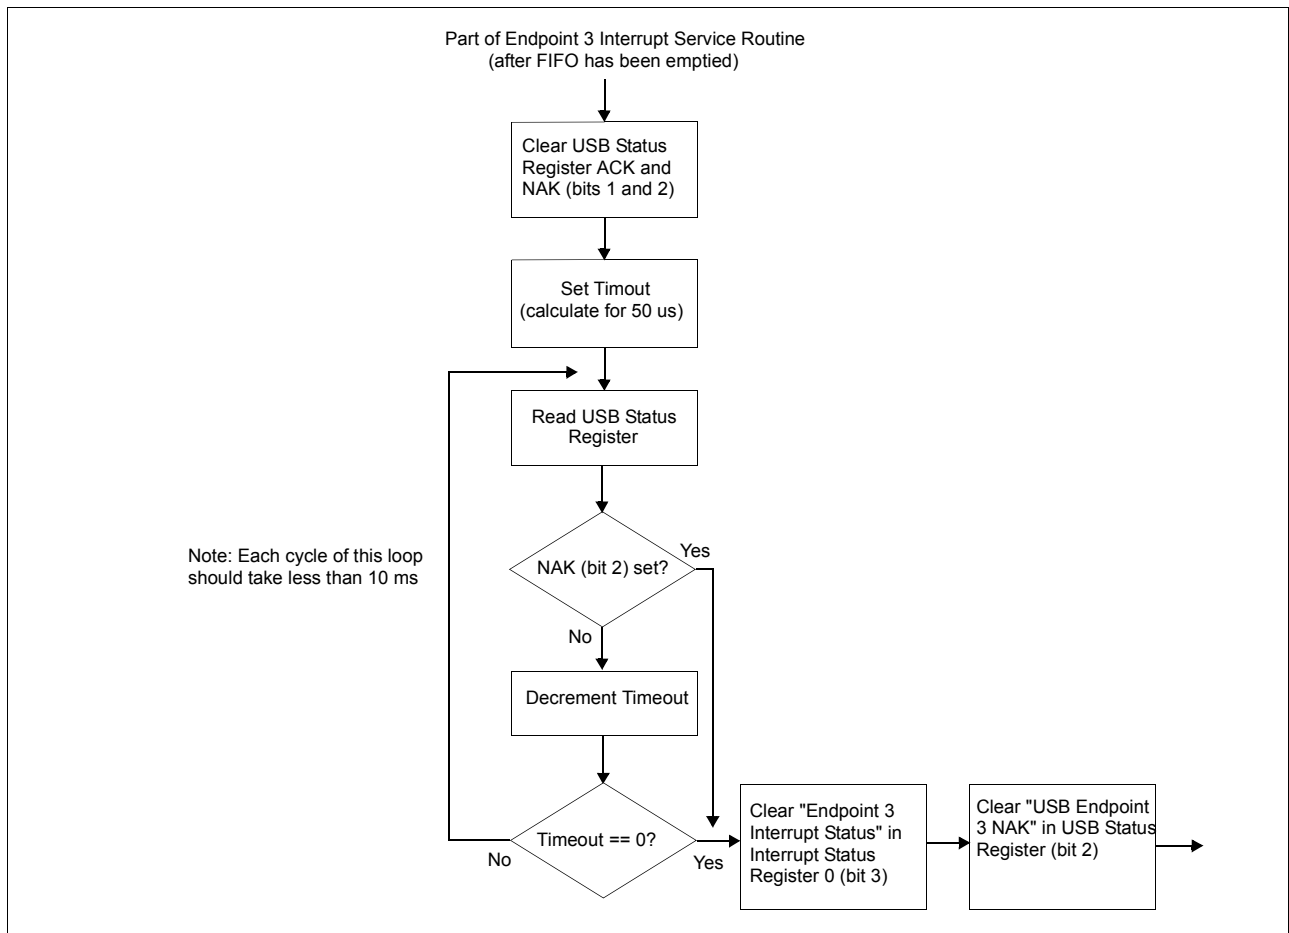 Part of Endpoint 3 Interrupt Service Routine
(after FIFO has been emptied)
Clear USB Status
Register ACK and
NAK (bits 1 and 2)
Set Timout
(calculate for 50 us)
Read USB Status
Register
Note: Each cycle of this loop
should take less than 10 ms
NAK (bit 2) set?
Yes
No
Decrement Timeout
Timeout == 0?
No
Yes
Clear "Endpoint 3
Interrupt Status" in
Interrupt Status
Register 0 (bit 3)
Clear "USB Endpoint
3 NAK" in USB Status
Register (bit 2)